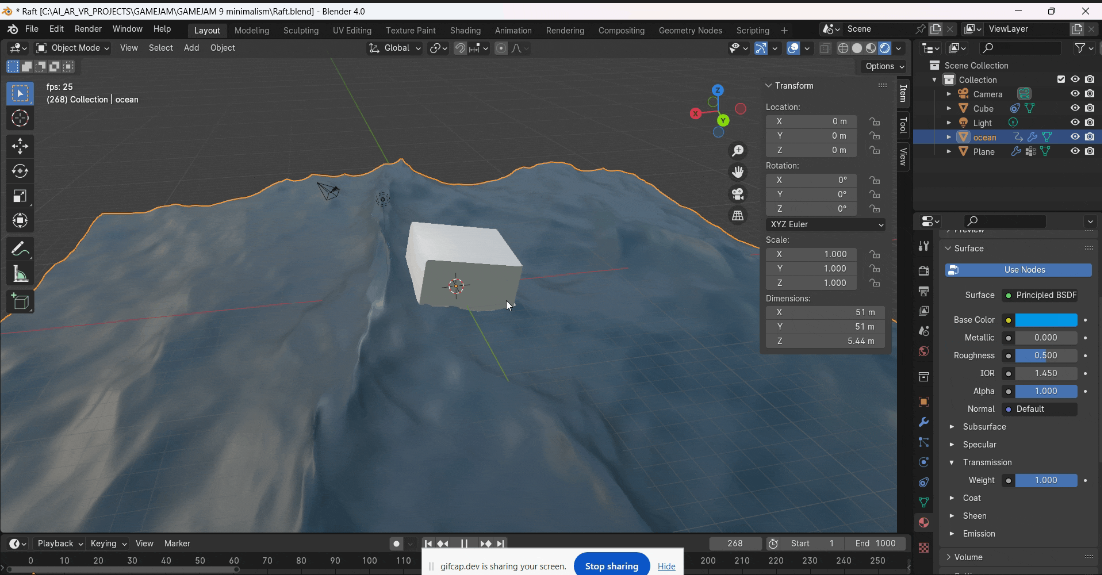 * Raft [C:\AI_AR_VR_PROJECTS\GAMEJAM\GAMEJAM 9 minimalism\Raft.blend] - Blender 4.0
File Edit Render Window Help Layout Modeling Sculpting UV Editing Texture Paint Shading Animation Rendering Compositing Geometry Nodes Scripting + Scene ViewLayer
Object Mode View Select Add Object Global
Options
fps: 25
(268) Collection | ocean
X Y Z
Transform
Location:
X 0 m
Y 0 m
Z 0 m
Rotation:
X 0°
Y 0°
Z 0°
XYZ Euler
Scale:
X 1.000
Y 1.000
Z 1.000
Dimensions:
X 51 m
Y 51 m
Z 5.44 m
Item
Tool
View
Scene Collection
Collection
Camera
Cube
Light
ocean
Plane
Surface
Use Nodes
Surface Principled BSDF
Base Color
Metallic 0.000
Roughness 0.500
IOR 1.450
Alpha 1.000
Normal Default
Subsurface
Specular
Transmission
Weight 1.000
Coat
Sheen
Emission
Volume
Playback Keying View Marker 268 Start 1 End 1000
0 10 20 30 40 50 60 70 80 90 100 110 200 210 220 230 240 250
gifcap.dev is sharing your screen. Stop sharing Hide